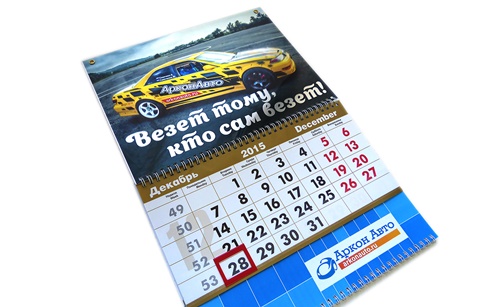 АрконАвто
Везет тому,
кто сам везет!
Декабрь 2015 December
49 1 2 3 4 5 6
50 7 8 9 10 11 12 13
51 14 15 16 17 18 19 20
52 21 22 23 24 25 26 27
53 28 29 30 31
Аркон Авто
arkonauto.ru